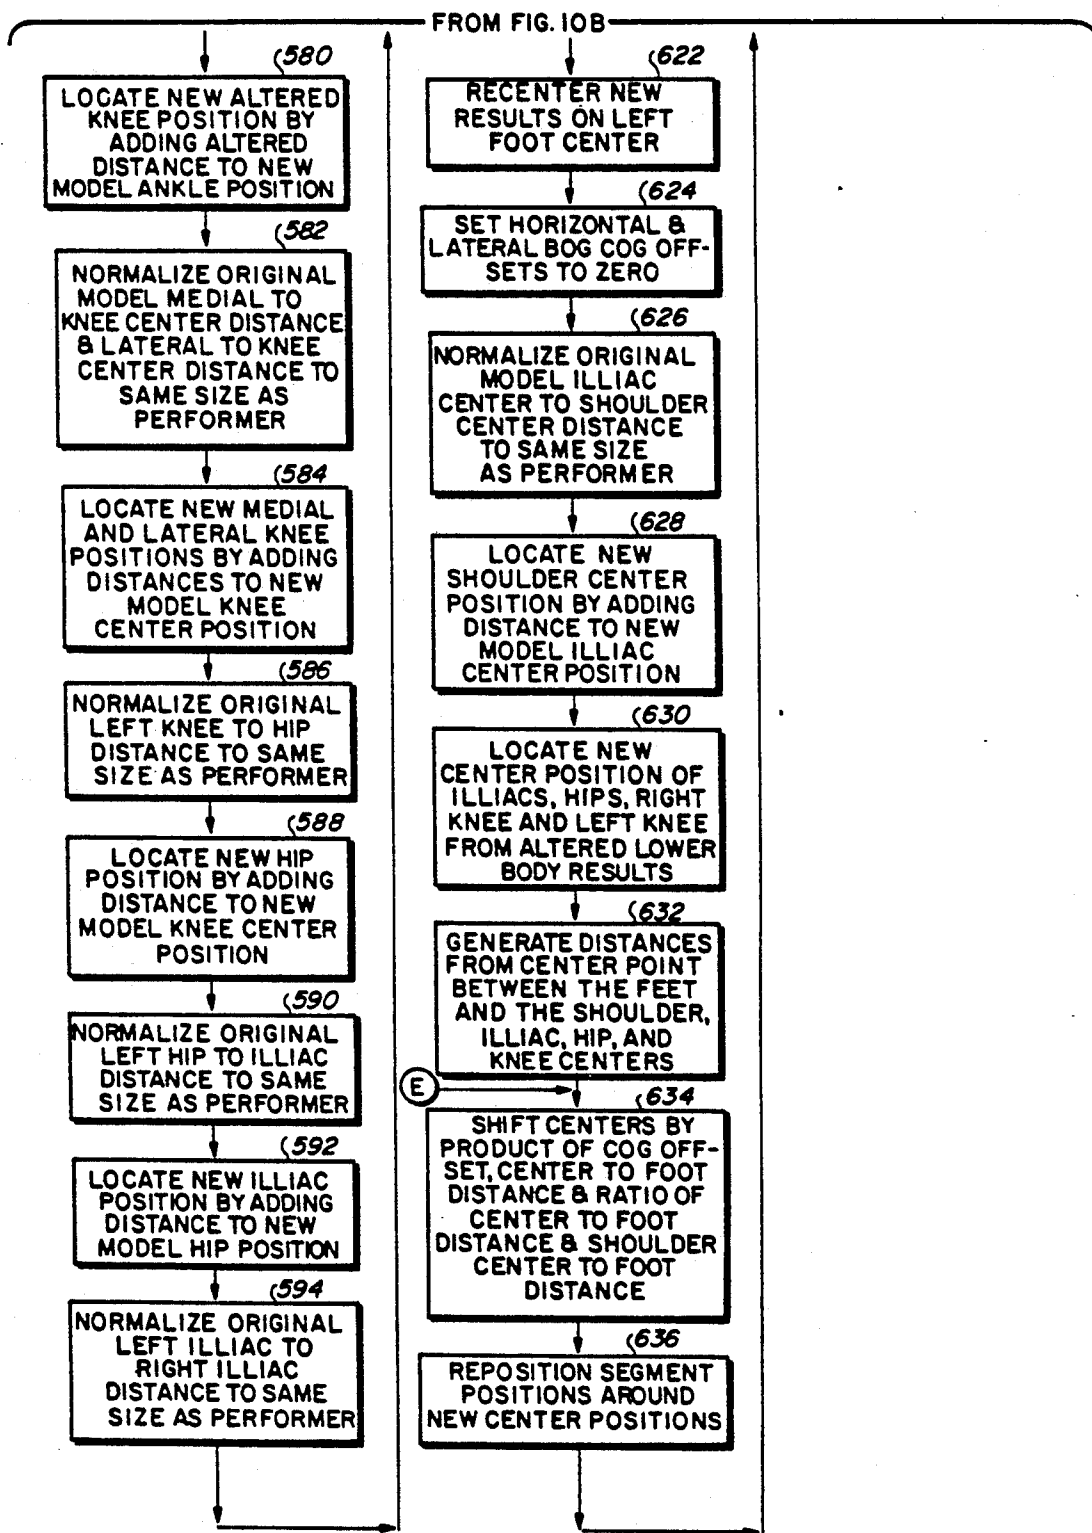 FROM FIG. 10B
580
LOCATE NEW ALTERED
KNEE POSITION BY
ADDING ALTERED
DISTANCE TO NEW
MODEL ANKLE POSITION
582
NORMALIZE ORIGINAL
MODEL MEDIAL TO
KNEE CENTER DISTANCE
& LATERAL TO KNEE
CENTER DISTANCE TO
SAME SIZE AS
PERFORMER
584
LOCATE NEW MEDIAL
AND LATERAL KNEE
POSITIONS BY ADDING
DISTANCES TO NEW
MODEL KNEE
CENTER POSITION
586
NORMALIZE ORIGINAL
LEFT KNEE TO HIP
DISTANCE TO SAME
SIZE AS PERFORMER
588
LOCATE NEW HIP
POSITION BY ADDING
DISTANCE TO NEW
MODEL KNEE CENTER
POSITION
590
NORMALIZE ORIGINAL
LEFT HIP TO ILLIAC
DISTANCE TO SAME
SIZE AS PERFORMER
592
LOCATE NEW ILLIAC
POSITION BY ADDING
DISTANCE TO NEW
MODEL HIP POSITION
594
NORMALIZE ORIGINAL
LEFT ILLIAC TO
RIGHT ILLIAC
DISTANCE TO SAME
SIZE AS PERFORMER
622
RECENTER NEW
RESULTS ON LEFT
FOOT CENTER
624
SET HORIZONTAL &
LATERAL BOG COG OFF-
SETS TO ZERO
626
NORMALIZE ORIGINAL
MODEL ILLIAC
CENTER TO SHOULDER
CENTER DISTANCE
TO SAME SIZE
AS PERFORMER
628
LOCATE NEW
SHOULDER CENTER
POSITION BY ADDING
DISTANCE TO NEW
MODEL ILLIAC
CENTER POSITION
630
LOCATE NEW
CENTER POSITION OF
ILLIACS, HIPS, RIGHT
KNEE AND LEFT KNEE
FROM ALTERED LOWER
BODY RESULTS
632
GENERATE DISTANCES
FROM CENTER POINT
BETWEEN THE FEET
AND THE SHOULDER,
ILLIAC, HIP, AND
KNEE CENTERS
E
634
SHIFT CENTERS BY
PRODUCT OF COG OFF-
SET, CENTER TO FOOT
DISTANCE & RATIO OF
CENTER TO FOOT
DISTANCE & SHOULDER
CENTER TO FOOT
DISTANCE
636
REPOSITION SEGMENT
POSITIONS AROUND
NEW CENTER POSITIONS